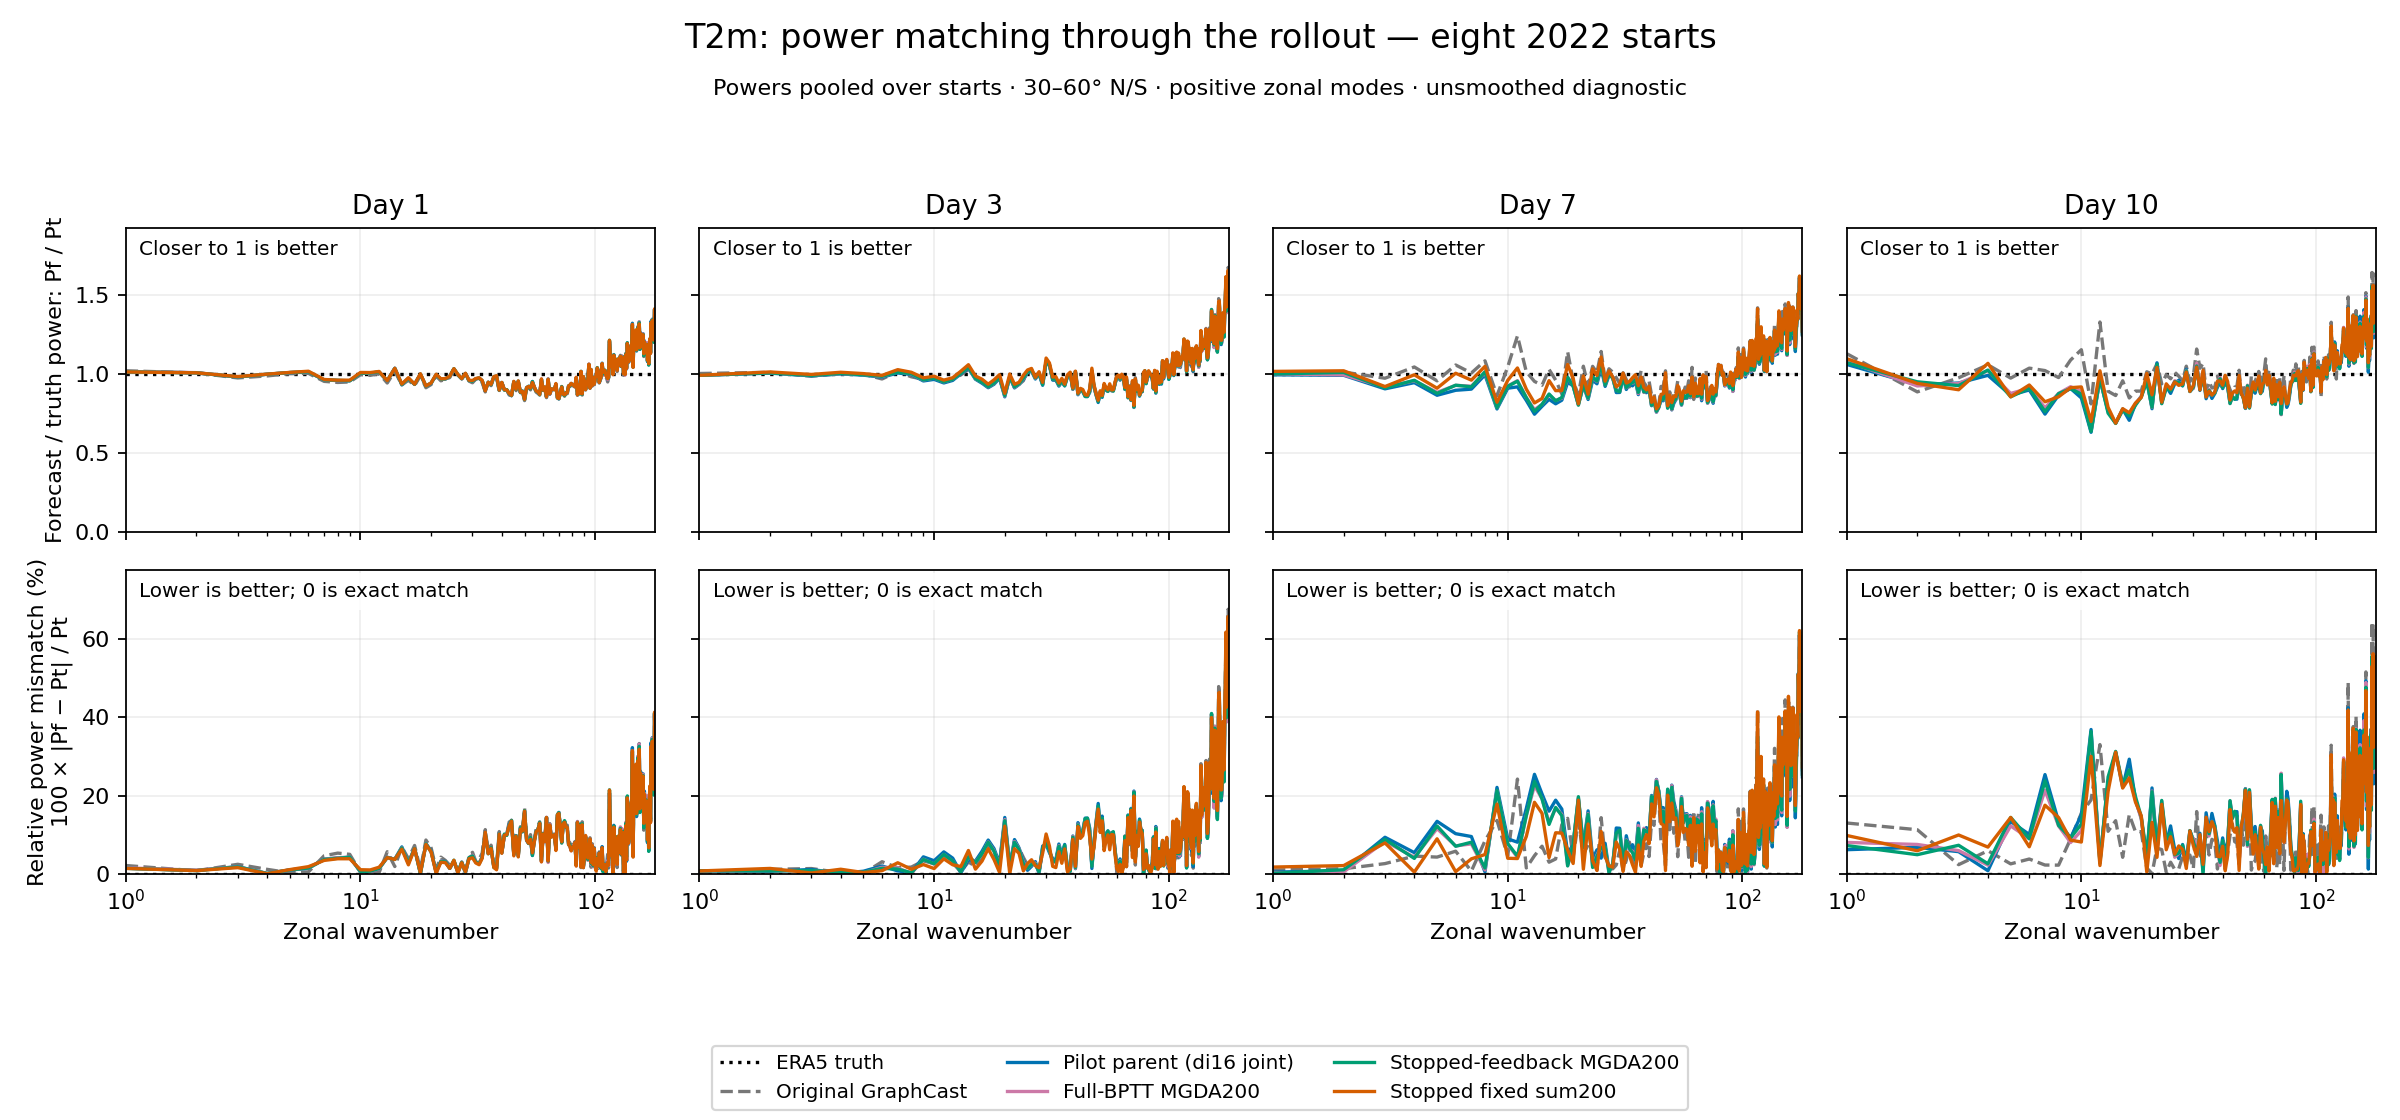 T2m: power matching through the rollout — eight 2022 starts
Powers pooled over starts · 30–60° N/S · positive zonal modes · unsmoothed diagnostic
Day 1
Day 3
Day 7
Day 10
Forecast / truth power: Pf / Pt
1.5
1.0
0.5
0.0
Closer to 1 is better
Closer to 1 is better
Closer to 1 is better
Closer to 1 is better
Relative power mismatch (%)
100 × |Pf − Pt| / Pt
60
40
20
0
Lower is better; 0 is exact match
Lower is better; 0 is exact match
Lower is better; 0 is exact match
Lower is better; 0 is exact match
10⁰ 10¹ 10²
10⁰ 10¹ 10²
10⁰ 10¹ 10²
10⁰ 10¹ 10²
Zonal wavenumber
Zonal wavenumber
Zonal wavenumber
Zonal wavenumber
ERA5 truth
Original GraphCast
Pilot parent (di16 joint)
Full-BPTT MGDA200
Stopped-feedback MGDA200
Stopped fixed sum200